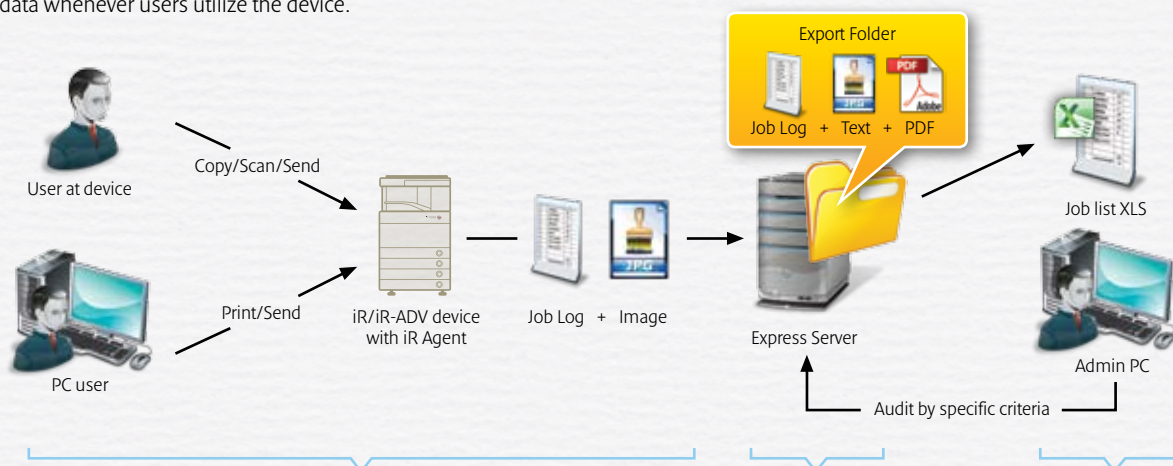 data whenever users utilize the device.
Export Folder
PDF
JPG
Adobe
Job Log + Text + PDF
Copy/Scan/Send
User at device
Job list XLS
JPG
Print/Send
iR/iR-ADV device
with iR Agent
Job Log + Image
Express Server
PC user
Admin PC
Audit by specific criteria